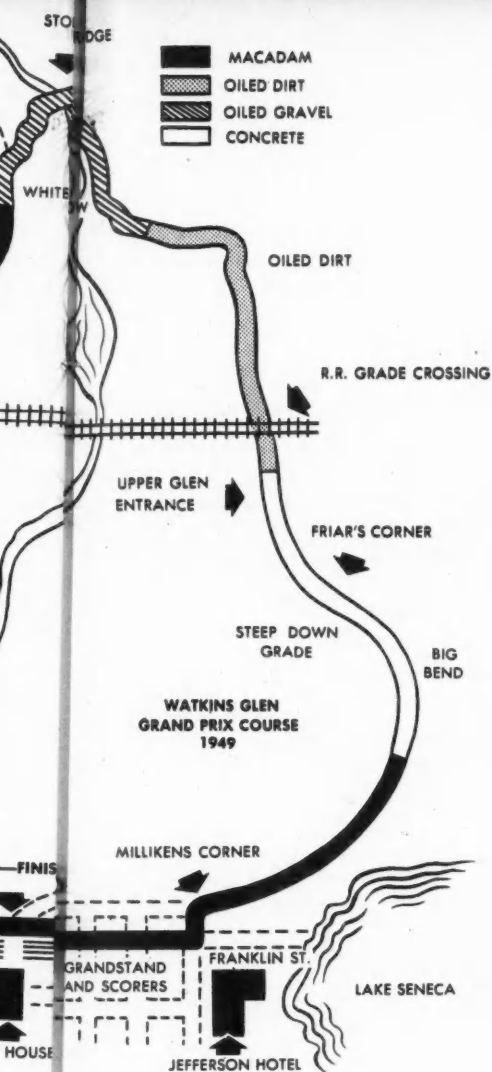 MACADAM
OILED DIRT
OILED GRAVEL
CONCRETE
WHITE
OILED DIRT
R.R. GRADE CROSSING
UPPER GLEN
ENTRANCE
FRIAR'S CORNER
STEEP DOWN
GRADE
BIG
BEND
WATKINS GLEN
GRAND PRIX COURSE
1949
MILLIKENS CORNER
FINIS
GRANDSTAND
AND SCORERS
FRANKLIN ST.
LAKE SENECA
HOUSE
JEFFERSON HOTEL